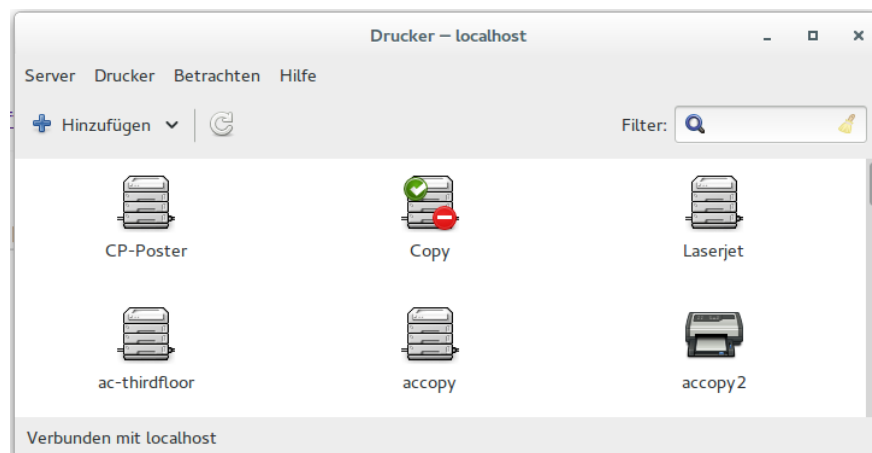 Drucker – localhost
Server Drucker Betrachten Hilfe
Hinzufügen Filter:
CP-Poster Copy Laserjet
ac-thirdfloor accopy accopy2
Verbunden mit localhost